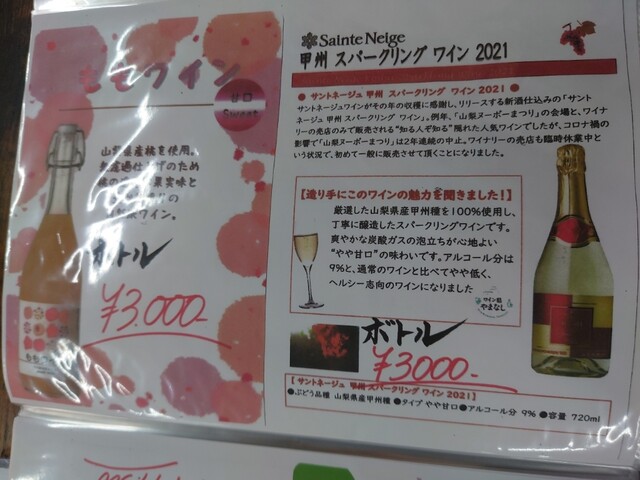 ももワイン
甘口
Sweet
山梨県産桃を使用。
ワイン。
ボトル
¥3.000-
Sainte Neige
甲州 スパークリング ワイン 2021
● サントネージュ 甲州 スパークリング ワイン 2021 ●
サントネージュワインがその年の収穫に感謝し、リリースする新酒仕込みの「サント
ネージュ 甲州 スパークリング ワイン」。例年、「山梨ヌーボーまつり」の会場と、ワイナ
リーの売店のみで販売される"知る人ぞ知る"隠れた人気ワインでしたが、コロナ禍の
影響で「山梨ヌーボーまつり」は2年連続の中止。ワイナリーの売店も臨時休業中と
いう状況で、初めて一般に販売させて頂くことになりました。
【造り手にこのワインの魅力を聞きました!】
厳選した山梨県産甲州種を100%使用し、
丁寧に醸造したスパークリングワインです。
爽やかな炭酸ガスの泡立ちが心地よい
"やや甘口"の味わいです。アルコール分は
9%と、通常のワインと比べてやや低く、
ヘルシー志向のワインになりました
ワイン県
やまなし
ボトル
¥3000-
【 サントネージュ 甲州 スパークリング ワイン 2021】
●ぶどう品種 山梨県産甲州種 ●タイプ やや甘口 ●アルコール分 9% ●容量 720ml